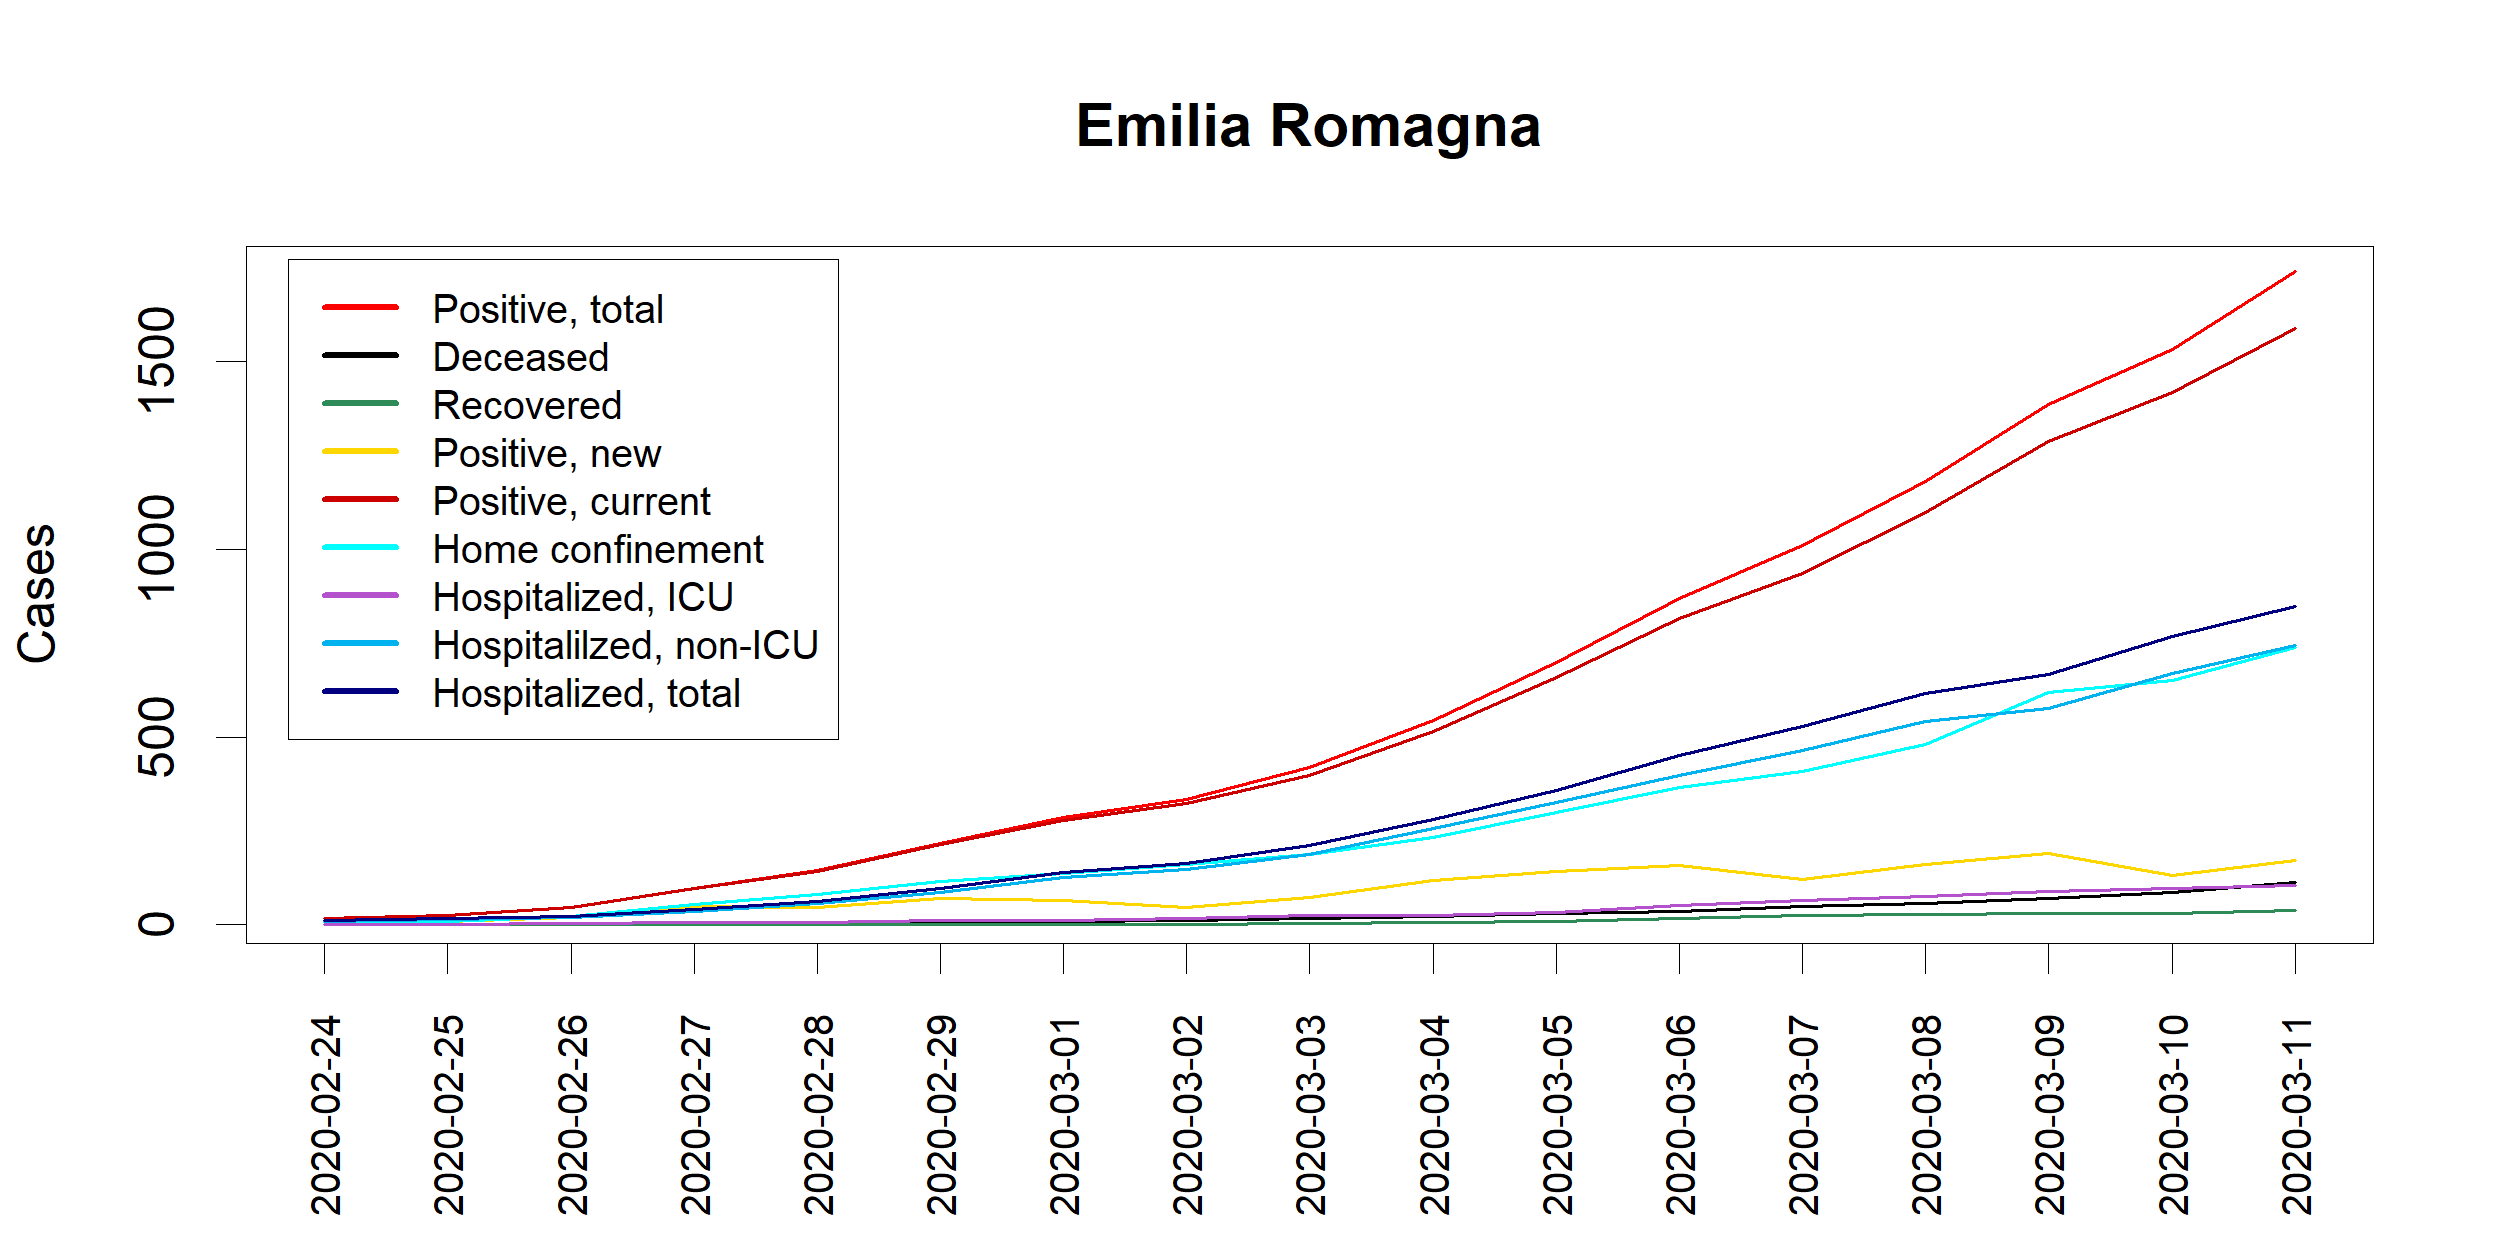 Emilia Romagna
Cases
1500
1000
500
0
Positive, total
Deceased
Recovered
Positive, new
Positive, current
Home confinement
Hospitalized, ICU
Hospitalilzed, non-ICU
Hospitalized, total
2020-02-24
2020-02-25
2020-02-26
2020-02-27
2020-02-28
2020-02-29
2020-03-01
2020-03-02
2020-03-03
2020-03-04
2020-03-05
2020-03-06
2020-03-07
2020-03-08
2020-03-09
2020-03-10
2020-03-11